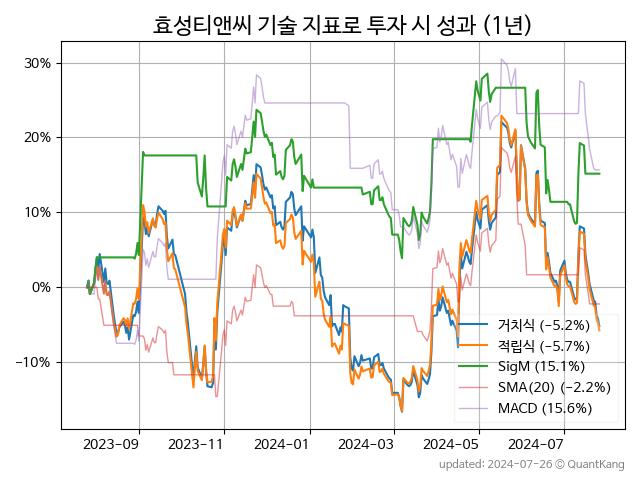 효성티앤씨 기술 지표로 투자 시 성과 (1년)
30%
20%
10%
0%
−10%
거치식 (−5.2%)
적립식 (−5.7%)
SigM (15.1%)
SMA(20) (−2.2%)
MACD (15.6%)
2023-09 2023-11 2024-01 2024-03 2024-05 2024-07
updated: 2024-07-26 © QuantKang